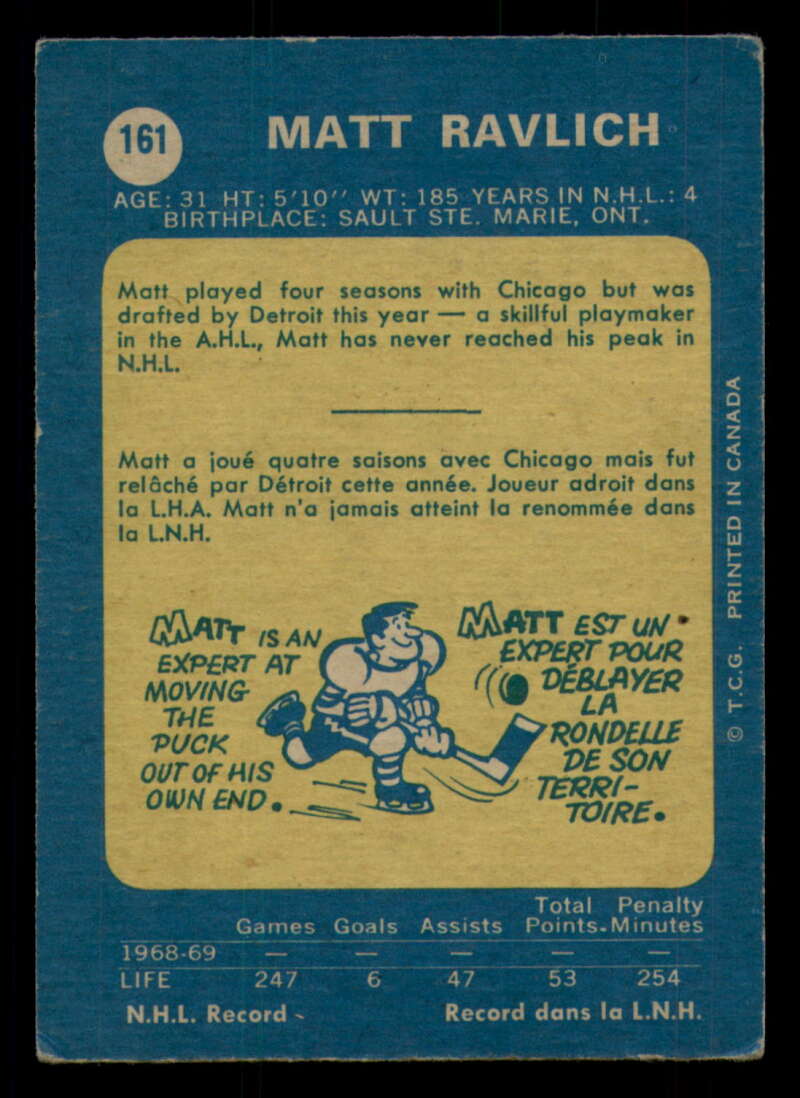 161
MATT RAVLICH
AGE: 31 HT: 5'10'' WT: 185 YEARS IN N.H.L.: 4
BIRTHPLACE: SAULT STE. MARIE, ONT.
Matt played four seasons with Chicago but was
drafted by Detroit this year — a skillful playmaker
in the A.H.L., Matt has never reached his peak in
N.H.L.
Matt a joué quatre saisons avec Chicago mais fut
relâché par Détroit cette année. Joueur adroit dans
la L.H.A. Matt n'a jamais atteint la renommée dans
la L.N.H.
MATT IS AN
EXPERT AT
MOVING
THE
PUCK
OUT OF HIS
OWN END.
MATT EST UN
EXPERT POUR
DÉBLAYER
LA
RONDELLE
DE SON
TERRI-
TOIRE.
© T.C.G. PRINTED IN CANADA
Total Penalty
Games Goals Assists Points Minutes
1968-69 — — — — —
LIFE 247 6 47 53 254
N.H.L. Record - Record dans la L.N.H.